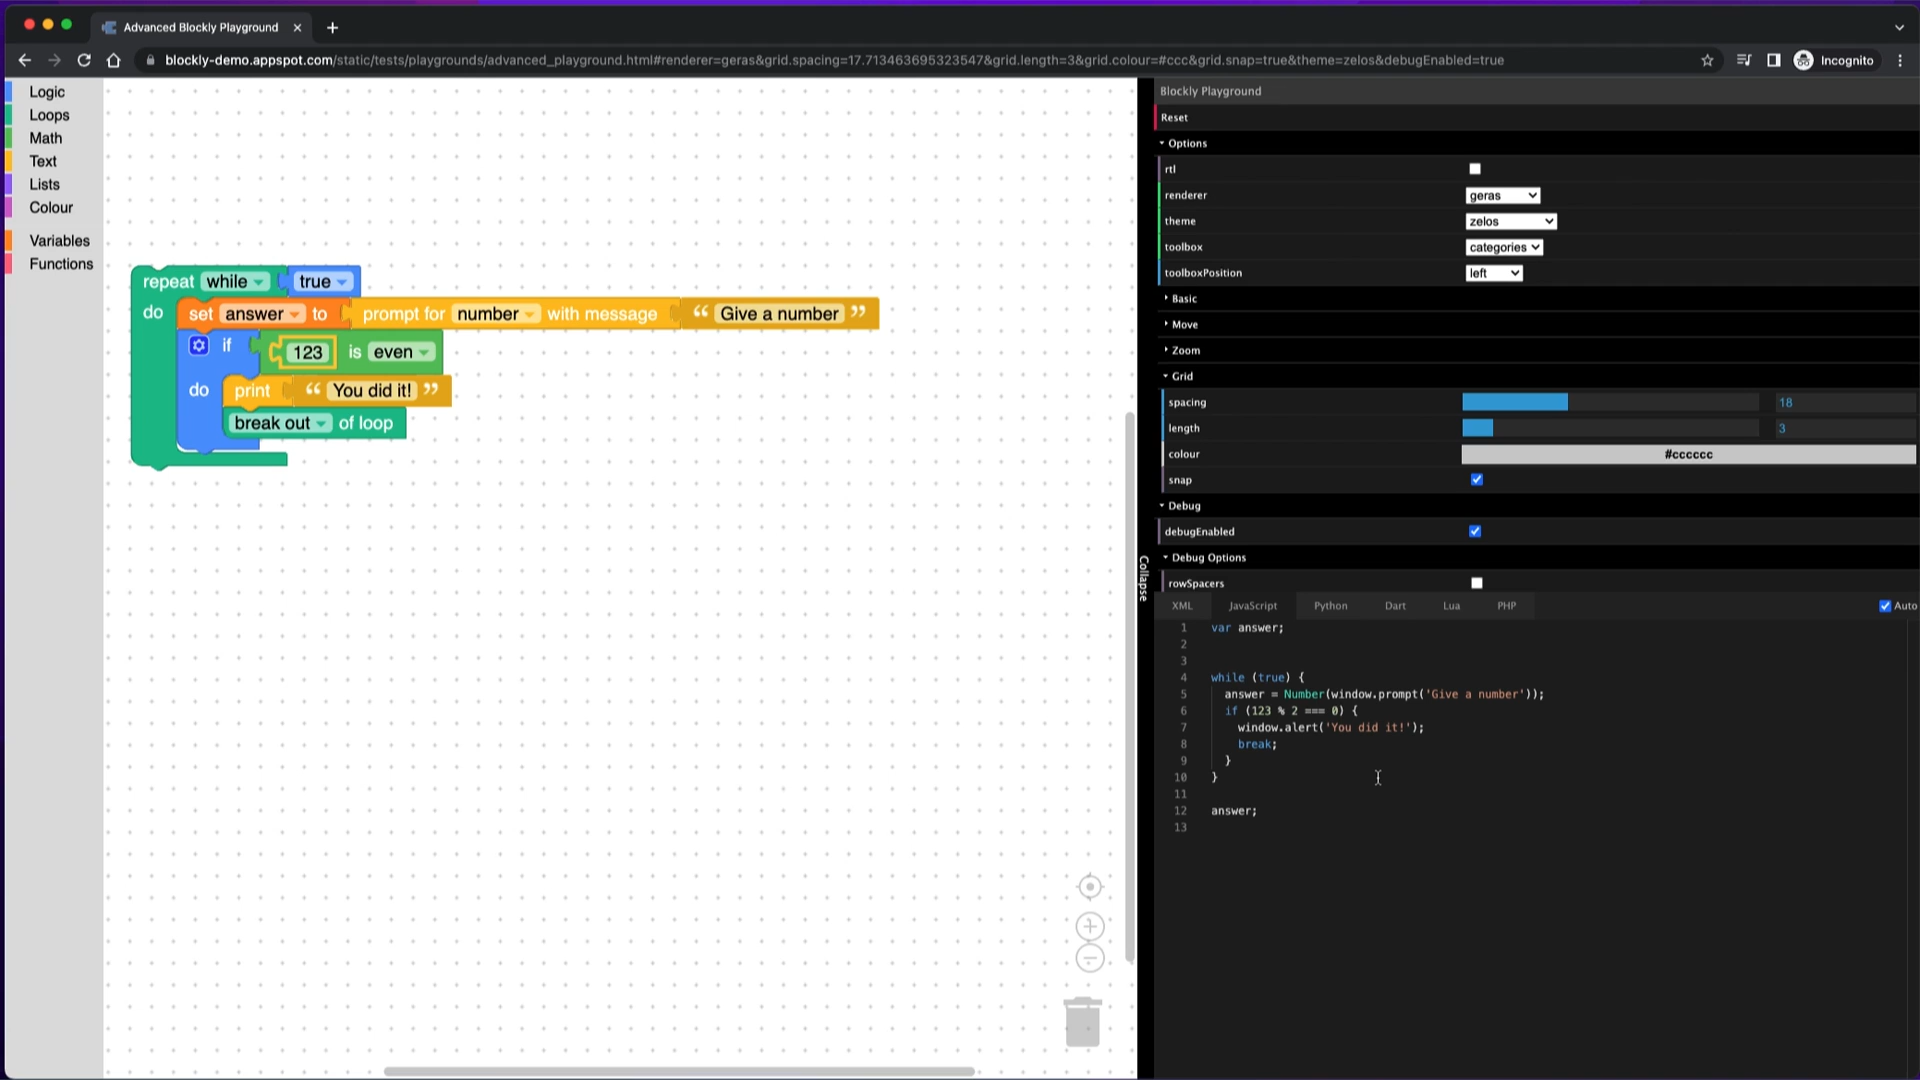 Advanced Blockly Playground
blockly-demo.appspot.com/static/tests/playgrounds/advanced_playground.html#renderer=geras&grid.spacing=17.713463695323547&grid.length=3&grid.colour=#ccc&grid.snap=true&theme=zelos&debugEnabled=true
Incognito
Logic
Loops
Math
Text
Lists
Colour
Variables
Functions
repeat while true
do set answer to prompt for number with message “ Give a number ”
if 123 is even
do print “ You did it! ”
break out of loop
Collapse
Blockly Playground
Reset
Options
rtl
renderer geras
theme zelos
toolbox categories
toolboxPosition left
Basic
Move
Zoom
Grid
spacing 18
length 3
colour #cccccc
snap
Debug
debugEnabled
Debug Options
rowSpacers
XML JavaScript Python Dart Lua PHP Auto
1 var answer;
2
3
4 while (true) {
5 answer = Number(window.prompt('Give a number'));
6 if (123 % 2 === 0) {
7 window.alert('You did it!');
8 break;
9 }
10 }
11
12 answer;
13